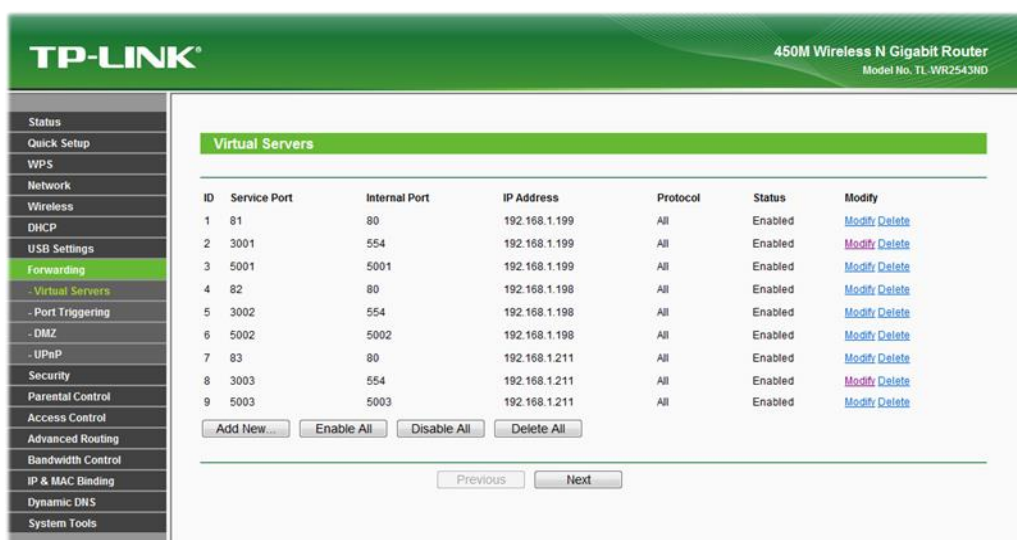 TP-LINK®
450M Wireless N Gigabit Router
Model No. TL-WR2543ND
Status
Quick Setup
WPS
Network
Wireless
DHCP
USB Settings
Forwarding
- Virtual Servers
- Port Triggering
- DMZ
- UPnP
Security
Parental Control
Access Control
Advanced Routing
Bandwidth Control
IP & MAC Binding
Dynamic DNS
System Tools
Virtual Servers
ID Service Port Internal Port IP Address Protocol Status Modify
1 81 80 192.168.1.199 All Enabled Modify Delete
2 3001 554 192.168.1.199 All Enabled Modify Delete
3 5001 5001 192.168.1.199 All Enabled Modify Delete
4 82 80 192.168.1.198 All Enabled Modify Delete
5 3002 554 192.168.1.198 All Enabled Modify Delete
6 5002 5002 192.168.1.198 All Enabled Modify Delete
7 83 80 192.168.1.211 All Enabled Modify Delete
8 3003 554 192.168.1.211 All Enabled Modify Delete
9 5003 5003 192.168.1.211 All Enabled Modify Delete
Add New... Enable All Disable All Delete All
Previous Next